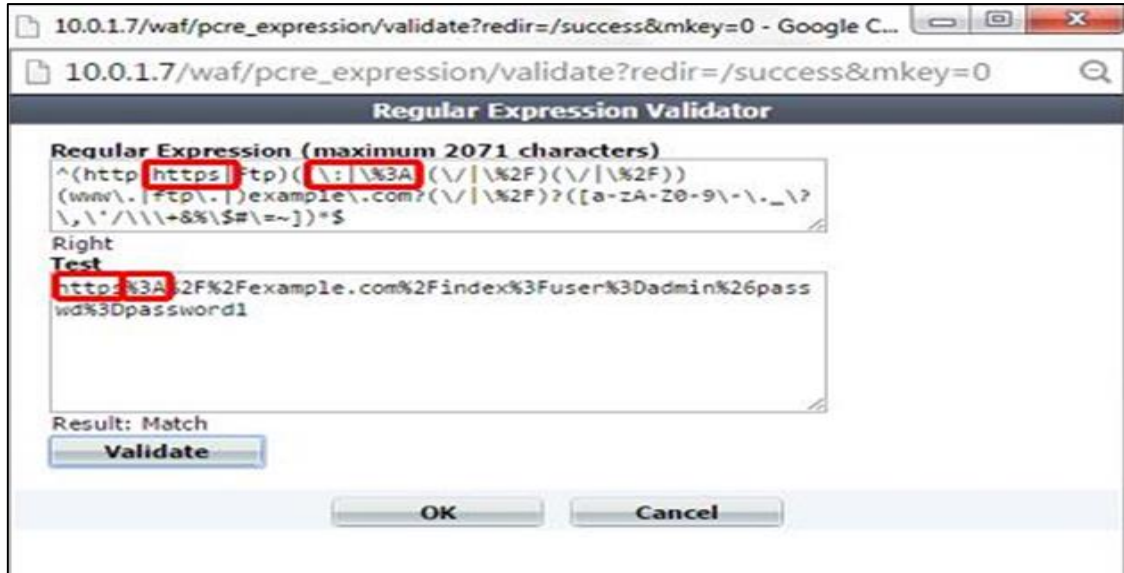 10.0.1.7/waf/pcre_expression/validate?redir=/success&mkey=0 - Google C...
10.0.1.7/waf/pcre_expression/validate?redir=/success&mkey=0
Regular Expression Validator
Regular Expression (maximum 2071 characters)
^(http|https|ftp)((\:|\%3A)(\/|\%2F)(\/|\%2F))
(www\.|ftp\.|)example\.com?(\/|\%2F)?([a-zA-Z0-9\-\._\?
\,\'/\\\+&%\$#\=~])*$
Right
Test
https%3A%2F%2Fexample.com%2Findex%3Fuser%3Dadmin%26pass
wd%3Dpassword1
Result: Match
Validate
OK Cancel